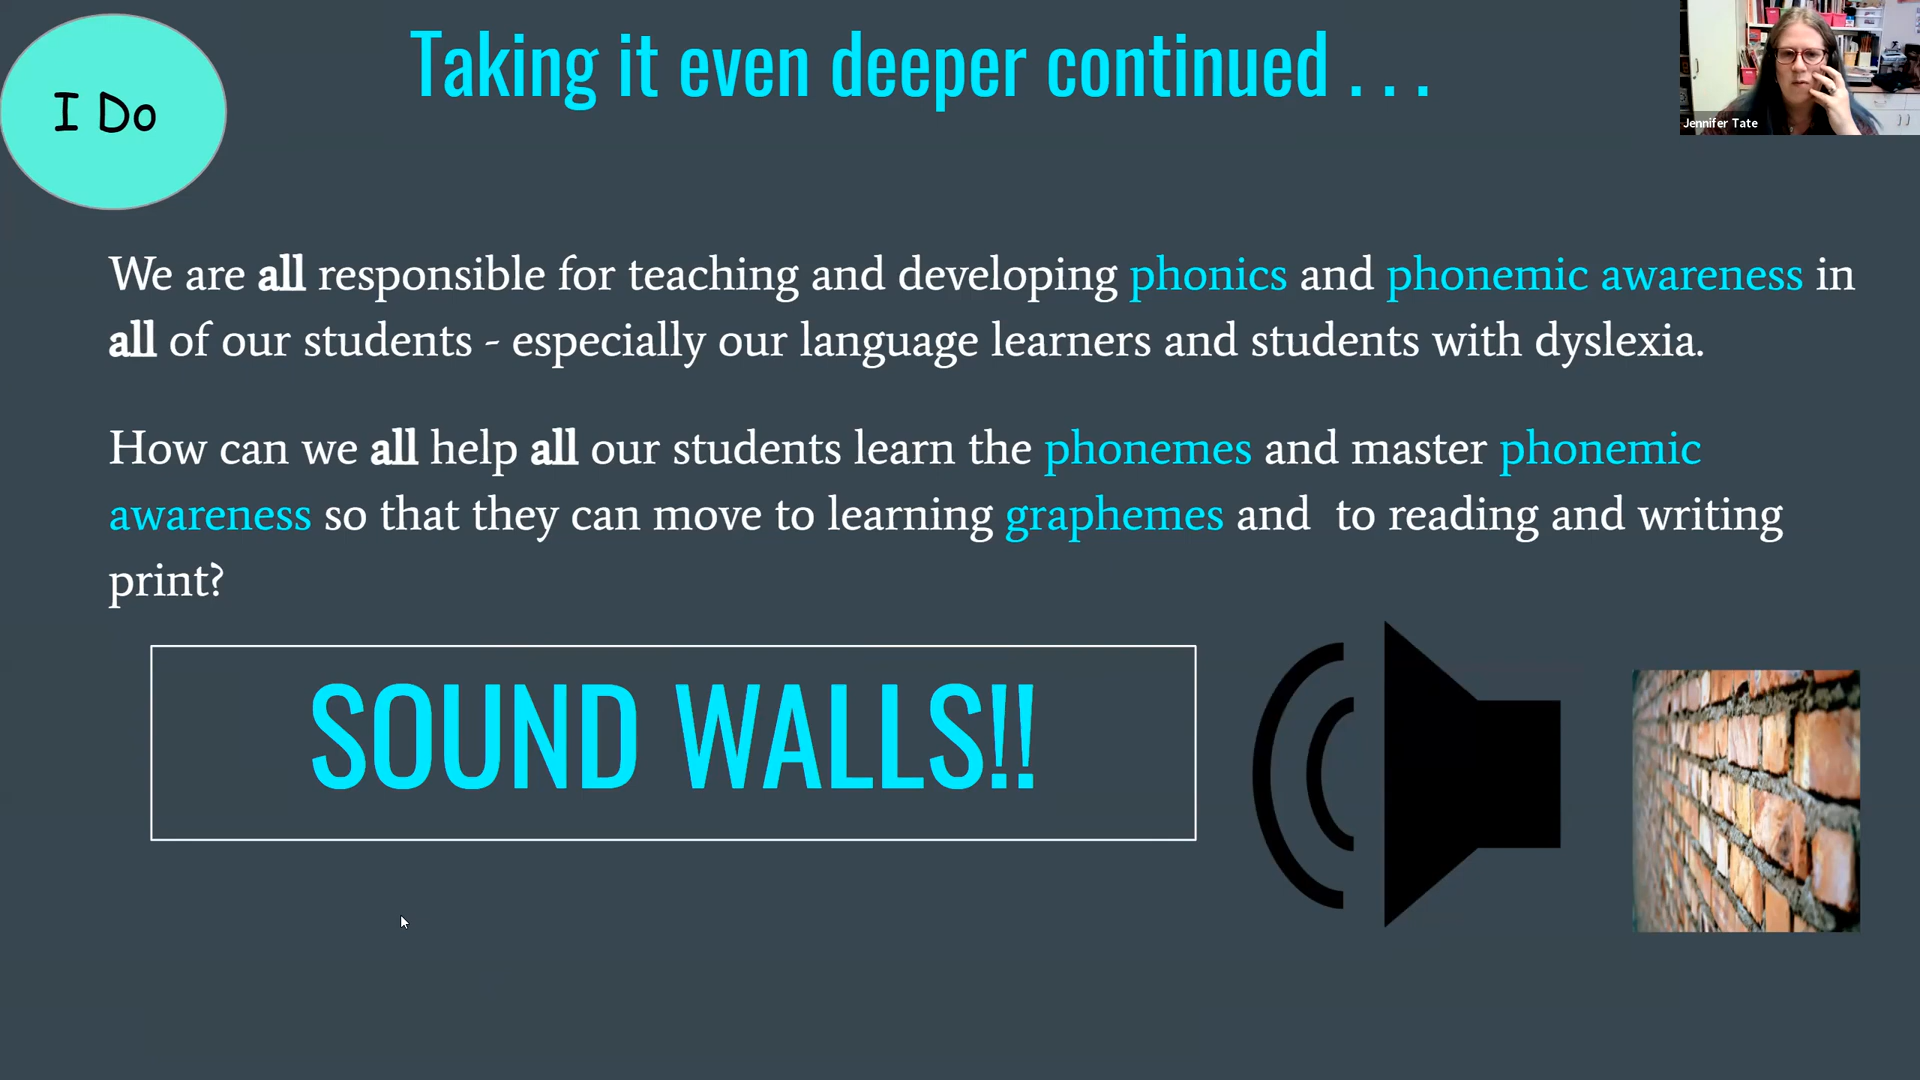 I Do
Taking it even deeper continued . . .
Jennifer Tate
We are all responsible for teaching and developing phonics and phonemic awareness in
all of our students - especially our language learners and students with dyslexia.
How can we all help all our students learn the phonemes and master phonemic
awareness so that they can move to learning graphemes and  to reading and writing
print?
SOUND WALLS!!